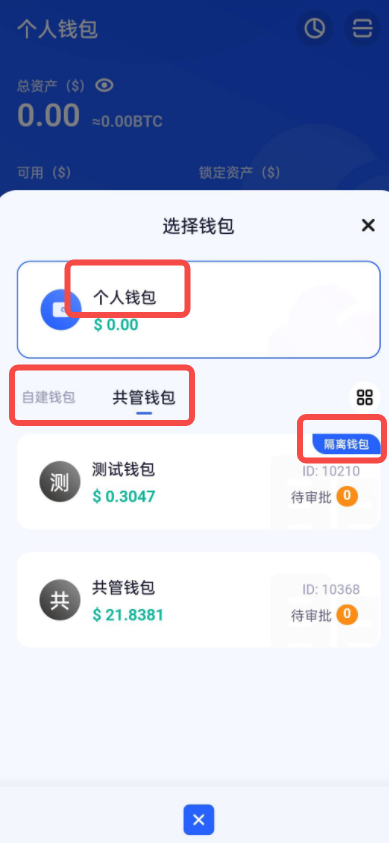 个人钱包
总资产（$）
0.00 ≈0.00BTC
可用（$） 锁定资产（$）
选择钱包
个人钱包
$ 0.00
自建钱包 共管钱包
隔离钱包
测
测试钱包
$ 0.3047
ID: 10210
待审批 0
共
共管钱包
$ 21.8381
ID: 10368
待审批 0